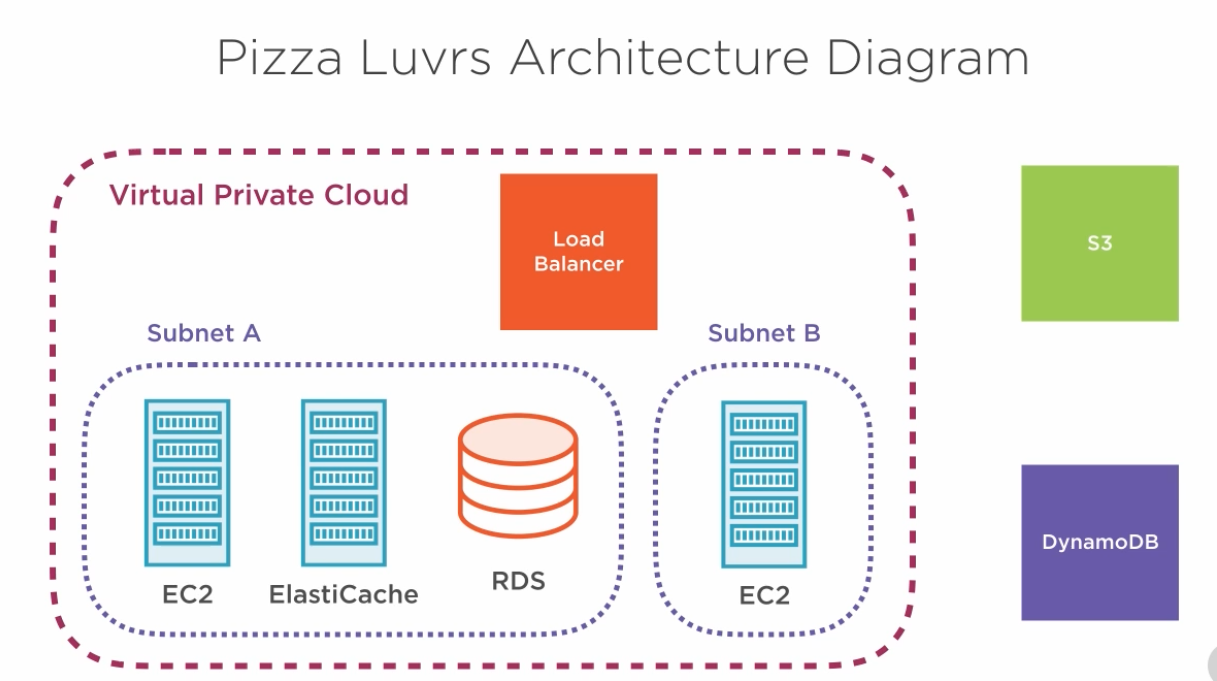 Pizza Luvrs Architecture Diagram
Virtual Private Cloud
Load
Balancer
S3
Subnet A
Subnet B
EC2
ElastiCache
RDS
EC2
DynamoDB